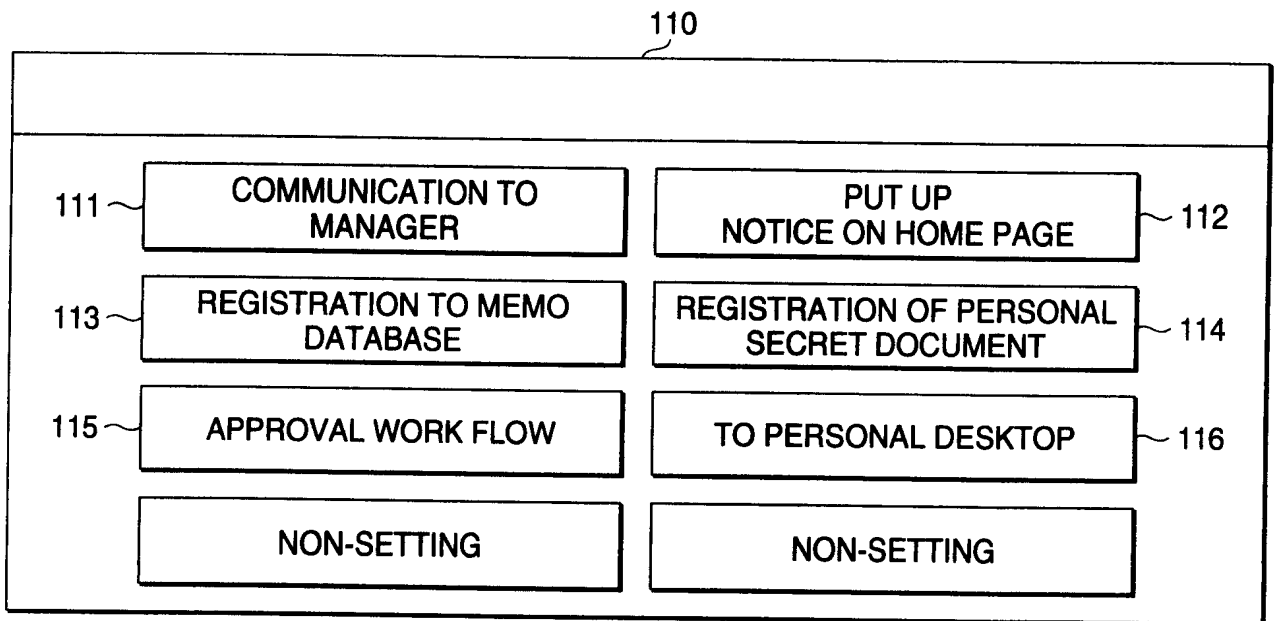 110
111
COMMUNICATION TO
MANAGER
PUT UP
NOTICE ON HOME PAGE
112
113
REGISTRATION TO MEMO
DATABASE
REGISTRATION OF PERSONAL
SECRET DOCUMENT
114
115
APPROVAL WORK FLOW
TO PERSONAL DESKTOP
116
NON-SETTING
NON-SETTING